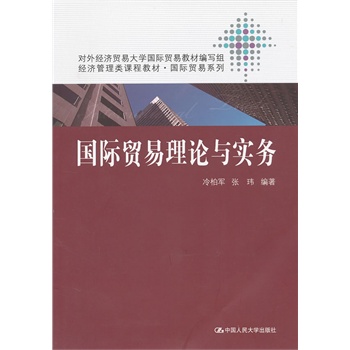 对外经济贸易大学国际贸易教材编写组
经济管理类课程教材·国际贸易系列
国际贸易理论与实务
冷柏军 张 玮 编著
中国人民大学出版社